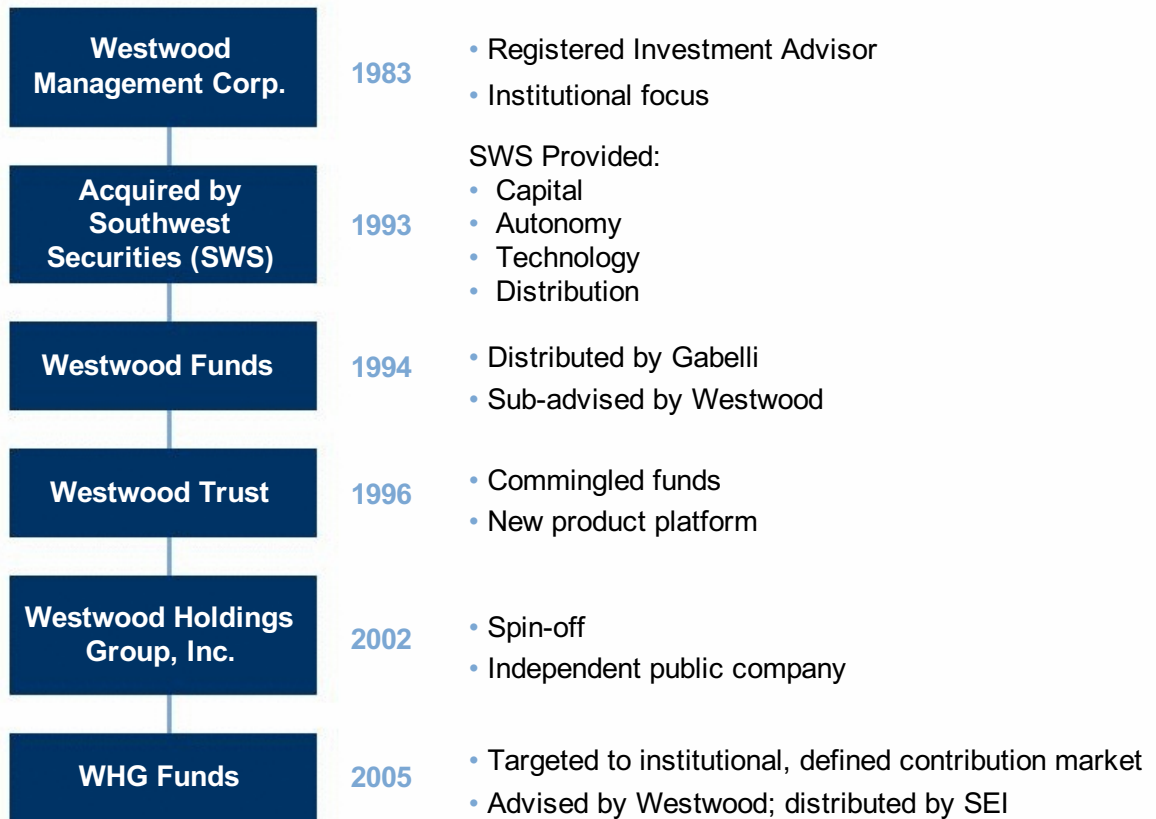 Westwood
Management Corp.
1983
• Registered Investment Advisor
• Institutional focus
Acquired by
Southwest
Securities (SWS)
1993
SWS Provided:
• Capital
• Autonomy
• Technology
• Distribution
Westwood Funds
1994
• Distributed by Gabelli
• Sub-advised by Westwood
Westwood Trust
1996
• Commingled funds
• New product platform
Westwood Holdings
Group, Inc.
2002
• Spin-off
• Independent public company
WHG Funds
2005
• Targeted to institutional, defined contribution market
• Advised by Westwood; distributed by SEI